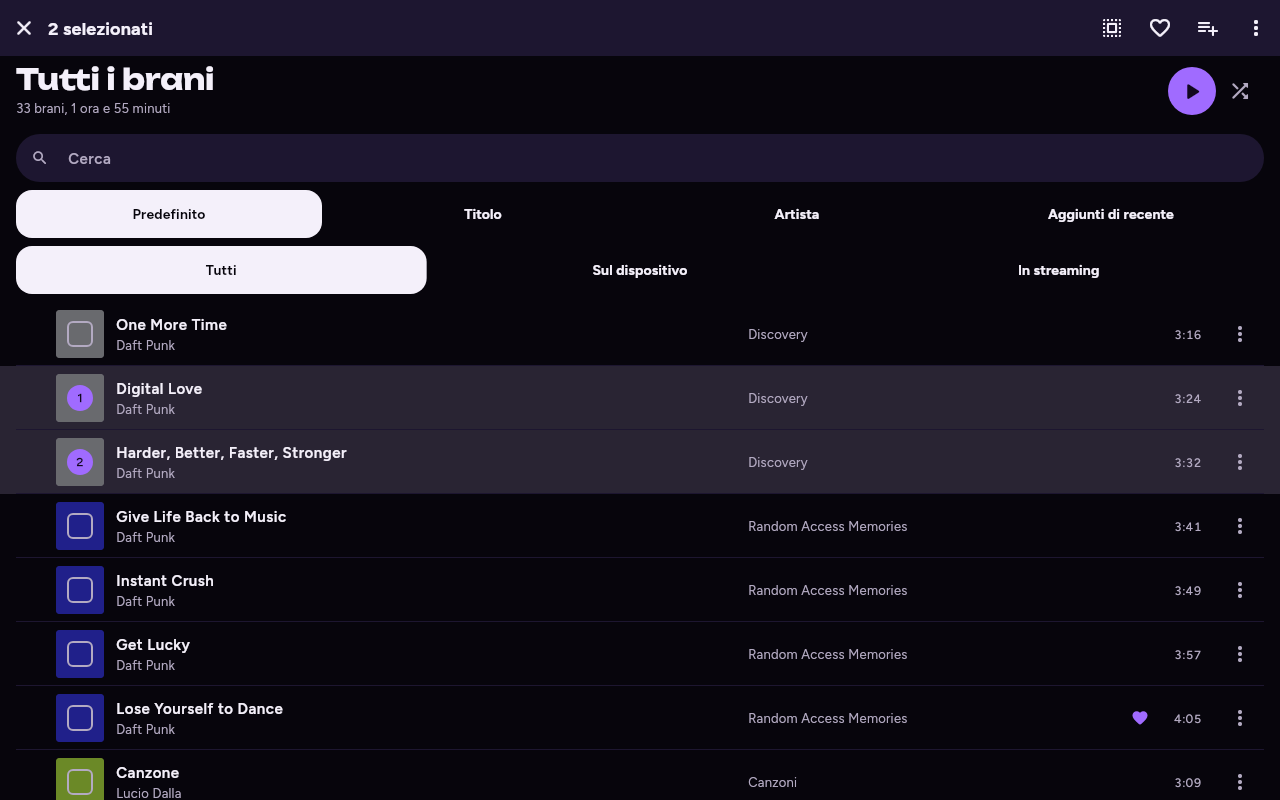 2 selezionati
Tutti i brani
33 brani, 1 ora e 55 minuti
Cerca
Predefinito
Titolo
Artista
Aggiunti di recente
Tutti
Sul dispositivo
In streaming
One More Time
Daft Punk
Discovery
3:16
1
Digital Love
Daft Punk
Discovery
3:24
2
Harder, Better, Faster, Stronger
Daft Punk
Discovery
3:32
Give Life Back to Music
Daft Punk
Random Access Memories
3:41
Instant Crush
Daft Punk
Random Access Memories
3:49
Get Lucky
Daft Punk
Random Access Memories
3:57
Lose Yourself to Dance
Daft Punk
Random Access Memories
4:05
Canzone
Lucio Dalla
Canzoni
3:09